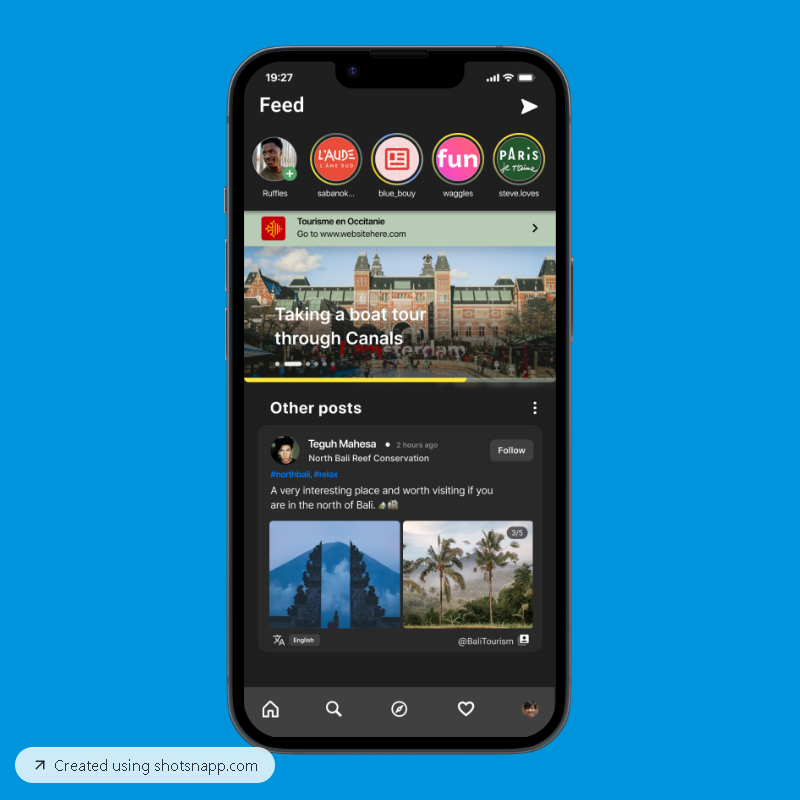 19:27
Feed
L'AUDE
L'ÂME SUD
fun
PARiS
je t'aime
Ruffles
sabanok...
blue_bouy
waggles
steve.loves
Tourisme en Occitanie
Go to www.websitehere.com
Taking a boat tour
through Canals
sterdam
Other posts
Teguh Mahesa
2 hours ago
North Bali Reef Conservation
Follow
#northbali, #relax
A very interesting place and worth visiting if you
are in the north of Bali.
3/5
English
@BaliTourism
Created using shotsnapp.com